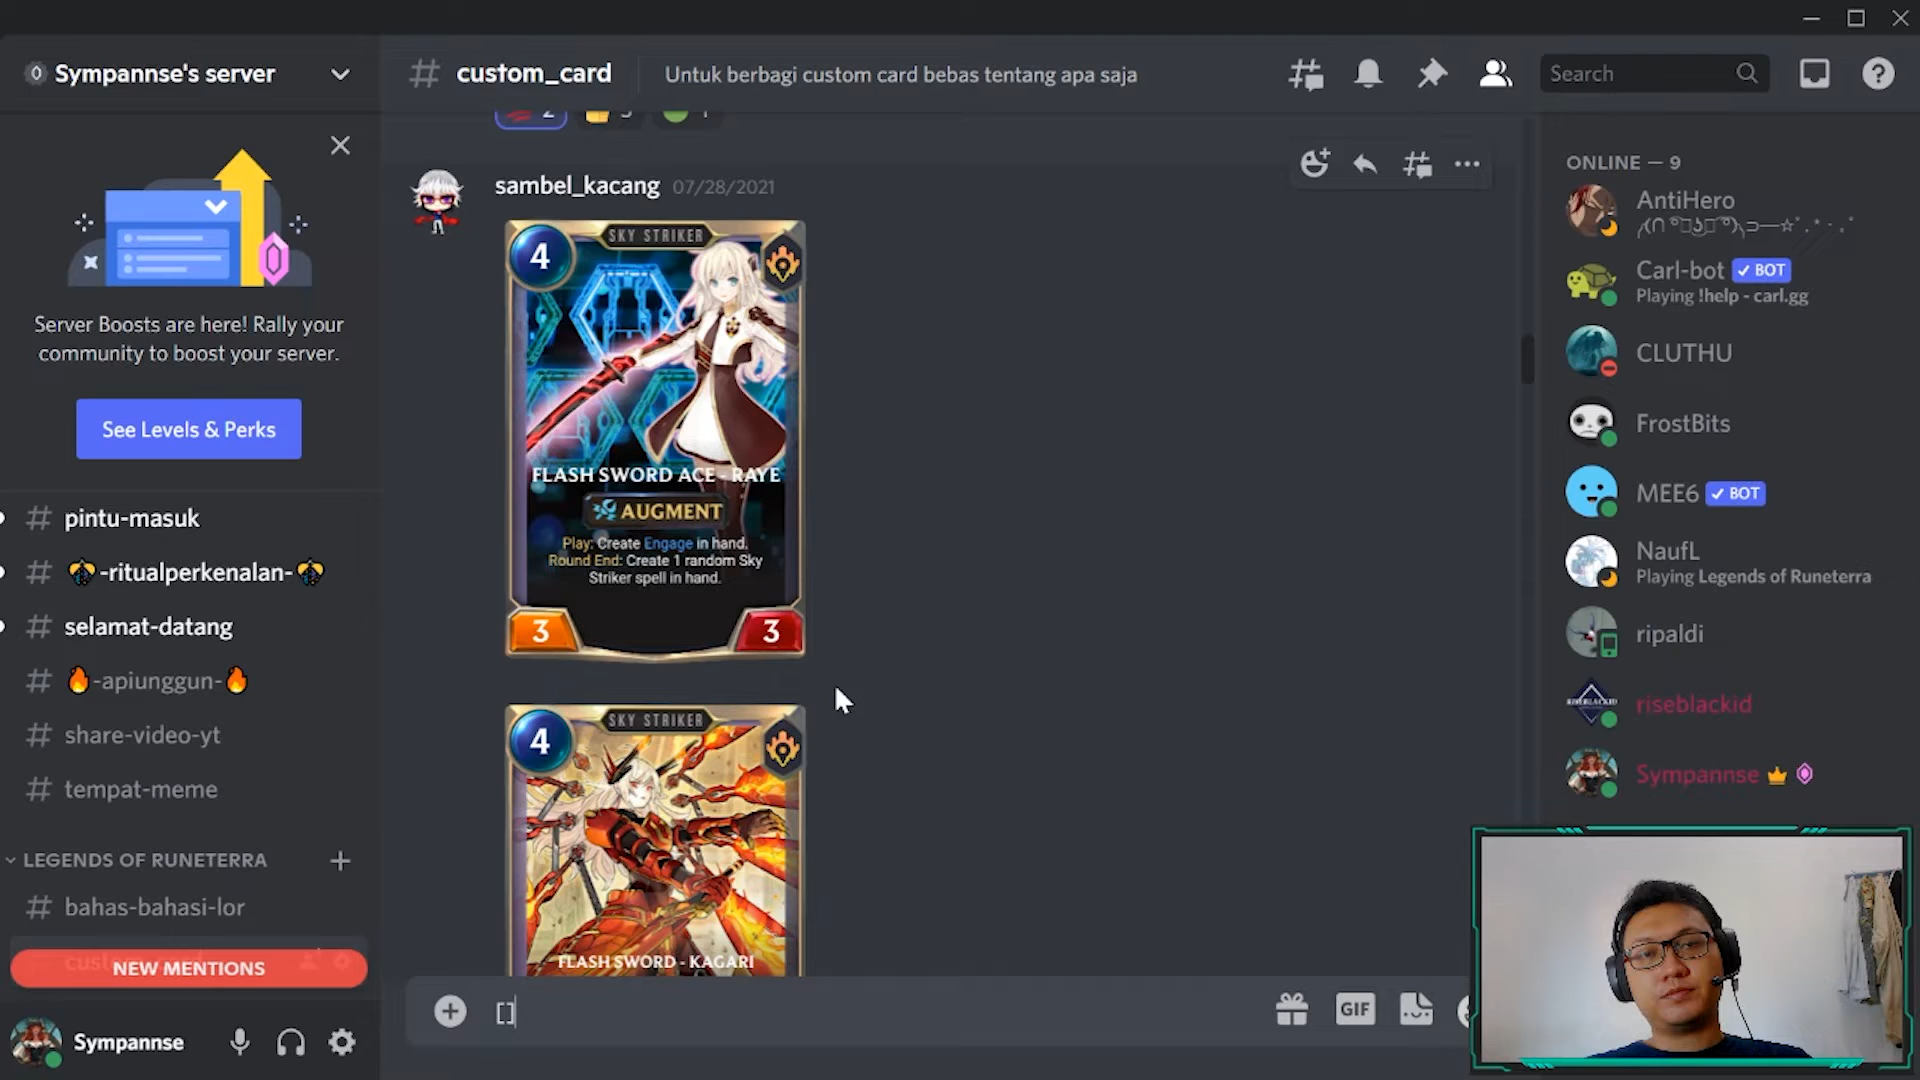 Sympannse's server
custom_card
Untuk berbagi custom card bebas tentang apa saja
Search
Server Boosts are here! Rally your
community to boost your server.
See Levels & Perks
pintu-masuk
-ritualperkenalan-
selamat-datang
-apiunggun-
share-video-yt
tempat-meme
LEGENDS OF RUNETERRA
bahas-bahasi-lor
NEW MENTIONS
Sympannse
sambel_kacang 07/28/2021
4
SKY STRIKER
FLASH SWORD ACE - RAYE
AUGMENT
Play: Create Engage in hand.
Round End: Create 1 random Sky
Striker spell in hand.
3
3
4
SKY STRIKER
FLASH SWORD - KAGARI
[]
GIF
ONLINE — 9
AntiHero
Carl-bot ✓ BOT
Playing !help - carl.gg
CLUTHU
FrostBits
MEE6 ✓ BOT
NaufL
Playing Legends of Runeterra
ripaldi
riseblackid
Sympannse